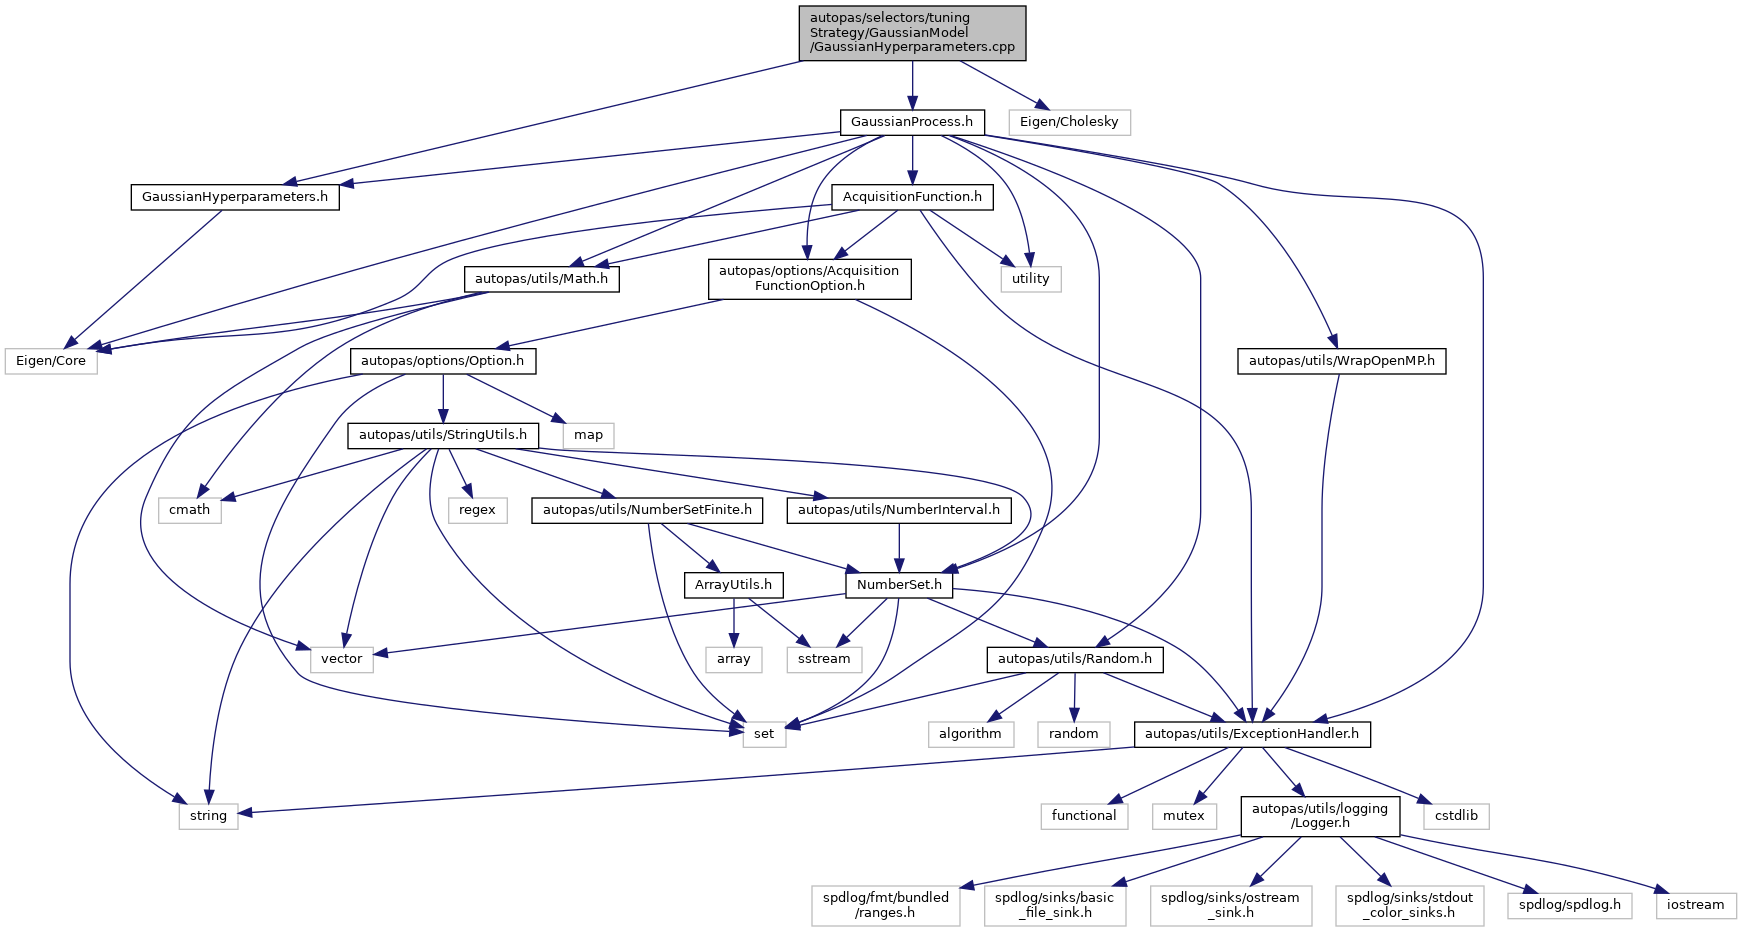 autopas/selectors/tuning
Strategy/GaussianModel
/GaussianHyperparameters.cpp
GaussianProcess.h
Eigen/Cholesky
GaussianHyperparameters.h
AcquisitionFunction.h
autopas/utils/Math.h
autopas/options/Acquisition
FunctionOption.h
utility
Eigen/Core
autopas/options/Option.h
autopas/utils/WrapOpenMP.h
autopas/utils/StringUtils.h
map
cmath
regex
autopas/utils/NumberSetFinite.h
autopas/utils/NumberInterval.h
ArrayUtils.h
NumberSet.h
vector
array
sstream
autopas/utils/Random.h
set
algorithm
random
autopas/utils/ExceptionHandler.h
string
functional
mutex
autopas/utils/logging
/Logger.h
cstdlib
spdlog/fmt/bundled
/ranges.h
spdlog/sinks/basic
_file_sink.h
spdlog/sinks/ostream
_sink.h
spdlog/sinks/stdout
_color_sinks.h
spdlog/spdlog.h
iostream